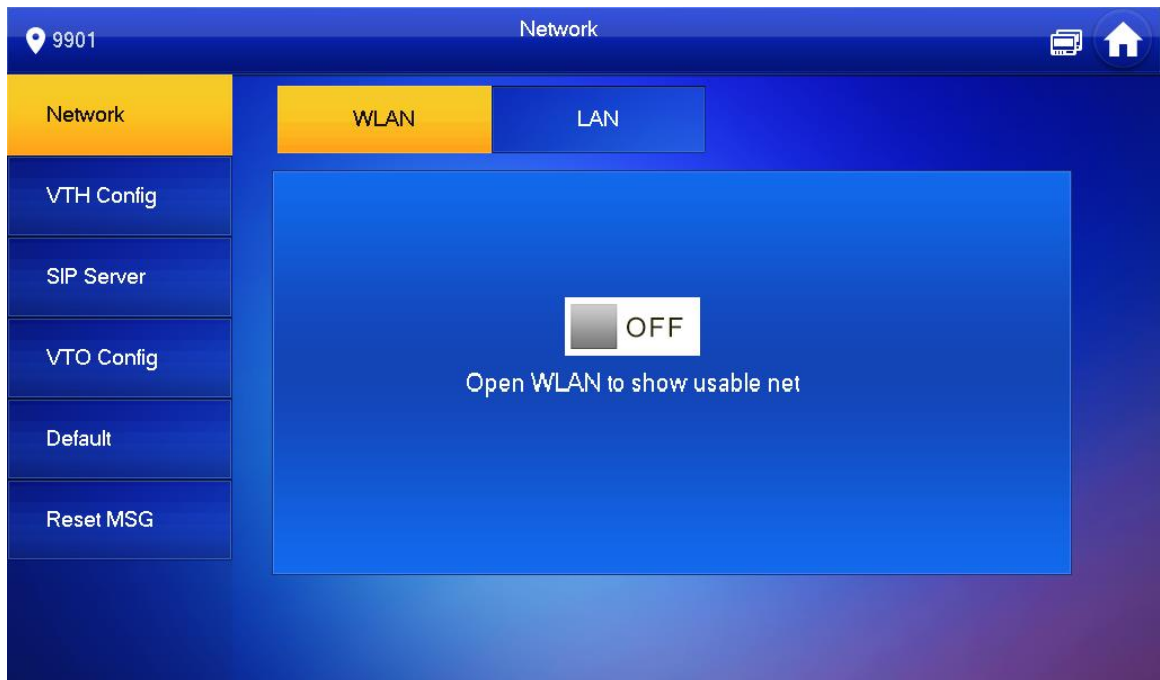 9901
Network
Network
WLAN
LAN
VTH Config
SIP Server
VTO Config
Default
Reset MSG
OFF
Open WLAN to show usable net